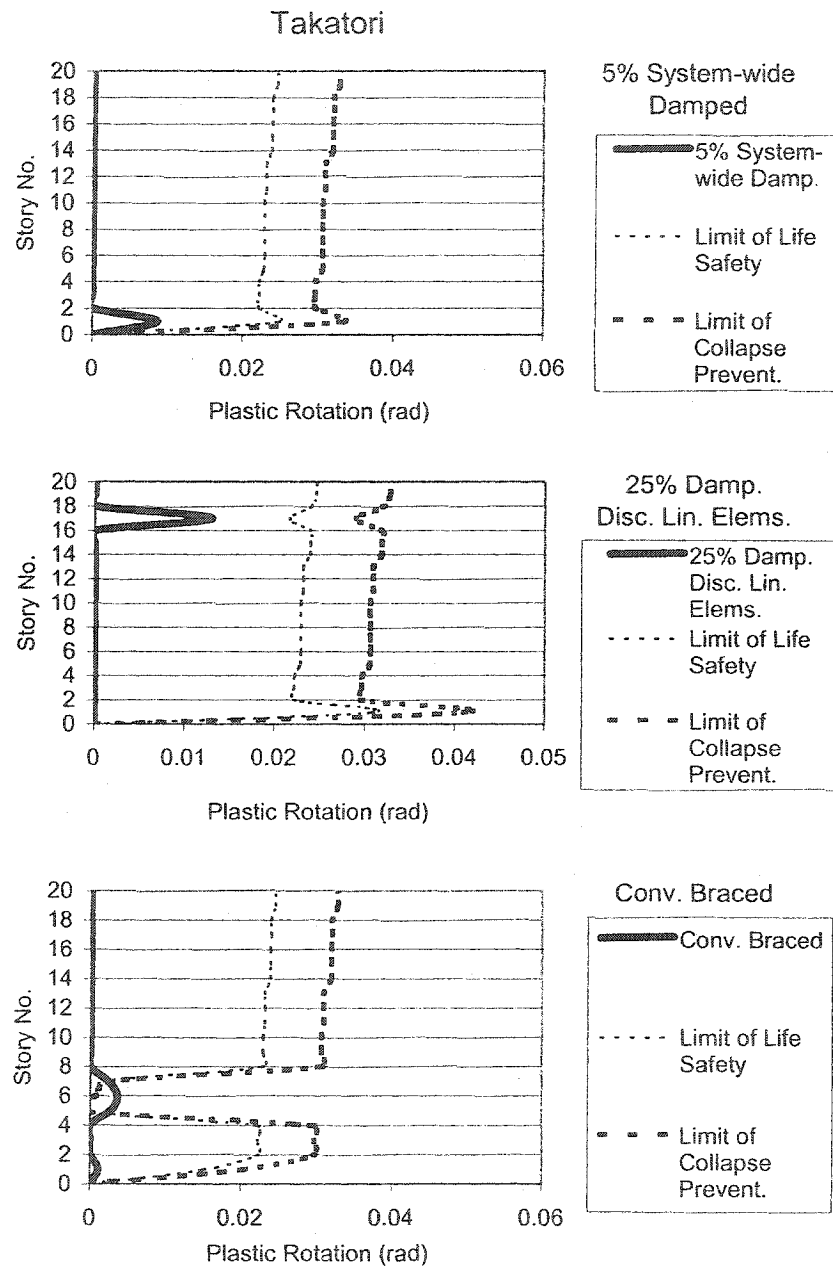 Takatori
20
18
16
14
12
10
8
6
4
2
0
Story No.
0
0.02
0.04
0.06
Plastic Rotation (rad)
5% System-wide
Damped
5% System-
wide Damp.
Limit of Life
Safety
Limit of
Collapse
Prevent.
20
18
16
14
12
10
8
6
4
2
0
Story No.
0
0.01
0.02
0.03
0.04
0.05
Plastic Rotation (rad)
25% Damp.
Disc. Lin. Elems.
25% Damp.
Disc. Lin.
Elems.
Limit of Life
Safety
Limit of
Collapse
Prevent.
20
18
16
14
12
10
8
6
4
2
0
Story No.
0
0.02
0.04
0.06
Plastic Rotation (rad)
Conv. Braced
Conv. Braced
Limit of Life
Safety
Limit of
Collapse
Prevent.